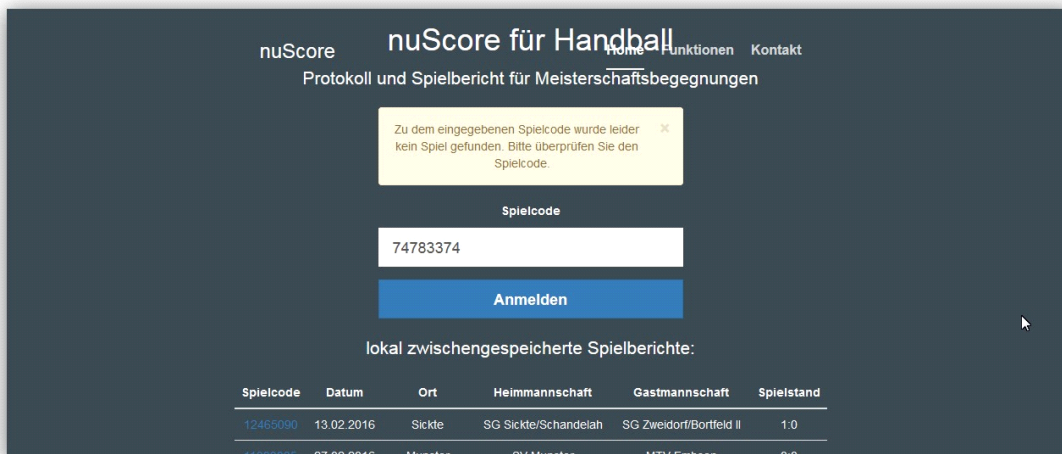 nuScore für Handball
nuScore
Home Funktionen Kontakt
Protokoll und Spielbericht für Meisterschaftsbegnungen
Zu dem eingegebenen Spielcode wurde leider ×
kein Spiel gefunden. Bitte überprüfen Sie den
Spielcode.
Spielcode
74783374
Anmelden
lokal zwischengespeicherte Spielberichte:
Spielcode Datum Ort Heimmannschaft Gastmannschaft Spielstand
12465090 13.02.2016 Sickte SG Sickte/Schandelah SG Zweidorf/Bortfeld II 1:0